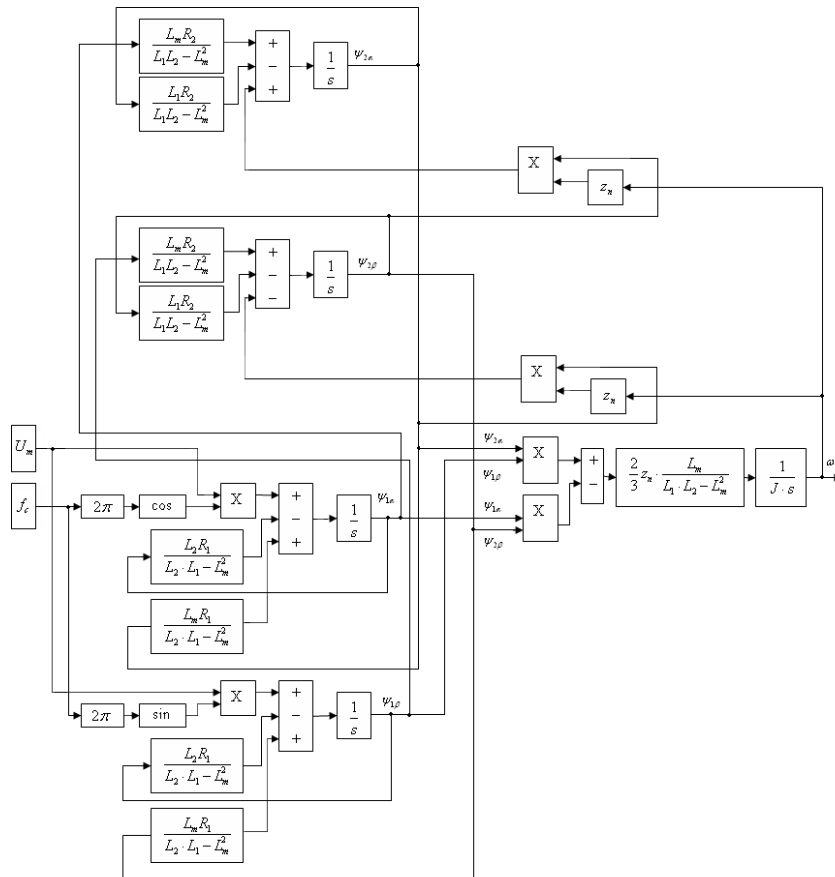 L_m R_2 / (L_1 L_2 − L_m^2)
+
−
+
1/s
ψ_2α
L_1 R_2 / (L_1 L_2 − L_m^2)
X
z_n
L_m R_2 / (L_1 L_2 − L_m^2)
+
−
−
1/s
ψ_2β
L_1 R_2 / (L_1 L_2 − L_m^2)
X
z_n
U_m
f_c
2π
cos
X
+
−
+
1/s
ψ_1α
L_2 R_1 / (L_2 · L_1 − L_m^2)
L_m R_1 / (L_2 · L_1 − L_m^2)
ψ_2α
ψ_1β
X
ψ_1α
ψ_2β
X
+
−
2/3 z_n · L_m / (L_1 · L_2 − L_m^2)
1 / (J · s)
ω
2π
sin
X
+
−
+
1/s
ψ_1β
L_2 R_1 / (L_2 · L_1 − L_m^2)
L_m R_1 / (L_2 · L_1 − L_m^2)